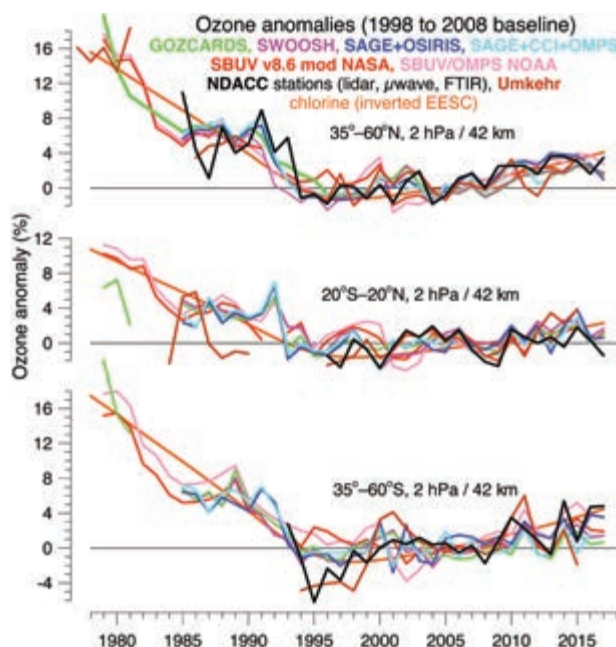 Ozone anomalies (1998 to 2008 baseline)
GOZCARDS, SWOOSH, SAGE+OSIRIS, SAGE+CCI+OMPS
SBUV v8.6 mod NASA, SBUV/OMPS NOAA
NDACC stations (lidar, μwave, FTIR), Umkehr
chlorine (inverted EESC)
35°–60°N, 2 hPa / 42 km
16
12
8
4
0
Ozone anomaly (%)
20°S–20°N, 2 hPa / 42 km
12
8
4
0
35°–60°S, 2 hPa / 42 km
16
12
8
4
0
-4
1980 1985 1990 1995 2000 2005 2010 2015